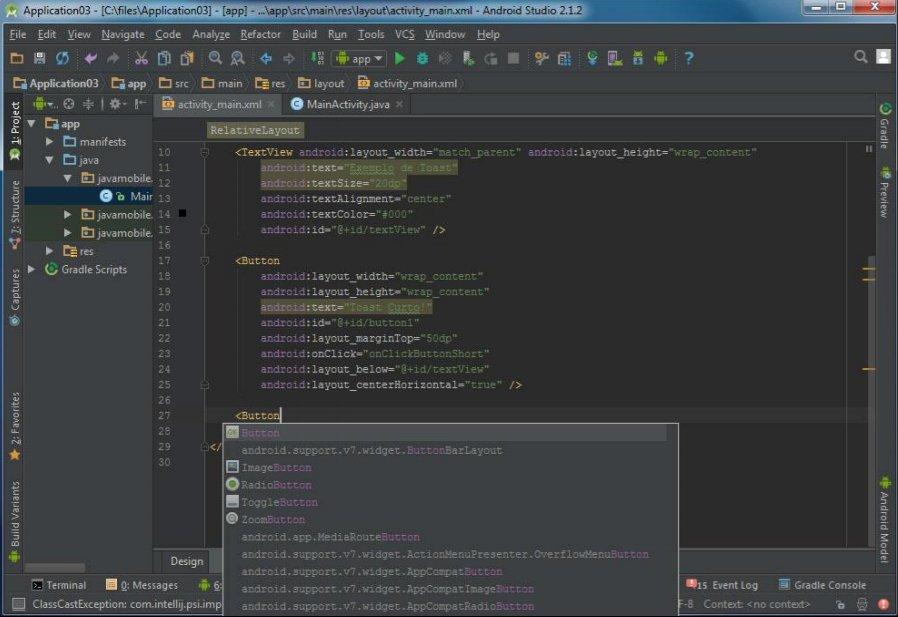 Application03 - [C:\files\Application03] - [app] - ...\app\src\main\res\layout\activity_main.xml - Android Studio 2.1.2
File Edit View Navigate Code Analyze Refactor Build Run Tools VCS Window Help
app
Application03 app src main res layout activity_main.xml
activity_main.xml MainActivity.java
1: Project
7: Structure
Captures
2: Favorites
Build Variants
app
manifests
java
javamobile.
Mair
javamobile.
javamobile.
res
Gradle Scripts
RelativeLayout
10 <TextView android:layout_width="match_parent" android:layout_height="wrap_content"
11 android:text="Exemplo de Toast"
12 android:textSize="20dp"
13 android:textAlignment="center"
14 android:textColor="#000"
15 android:id="@+id/textView" />
16
17 <Button
18 android:layout_width="wrap_content"
19 android:layout_height="wrap_content"
20 android:text="Toast Curto!"
21 android:id="@+id/button1"
22 android:layout_marginTop="50dp"
23 android:onClick="onClickButtonShort"
24 android:layout_below="@+id/textView"
25 android:layout_centerHorizontal="true" />
26
27 <Button
28
29 </
30
OK Button
android.support.v7.widget.ButtonBarLayout
ImageButton
RadioButton
ToggleButton
ZoomButton
android.app.MediaRouteButton
android.support.v7.widget.ActionMenuPresenter.OverflowMenuButton
android.support.v7.widget.AppCompatButton
android.support.v7.widget.AppCompatImageButton
android.support.v7.widget.AppCompatRadioButton
Gradle
Preview
Android Model
Design
Terminal 0: Messages 6: 15 Event Log Gradle Console
ClassCastException: com.intellij.psi.imp F-8 Context: <no context>